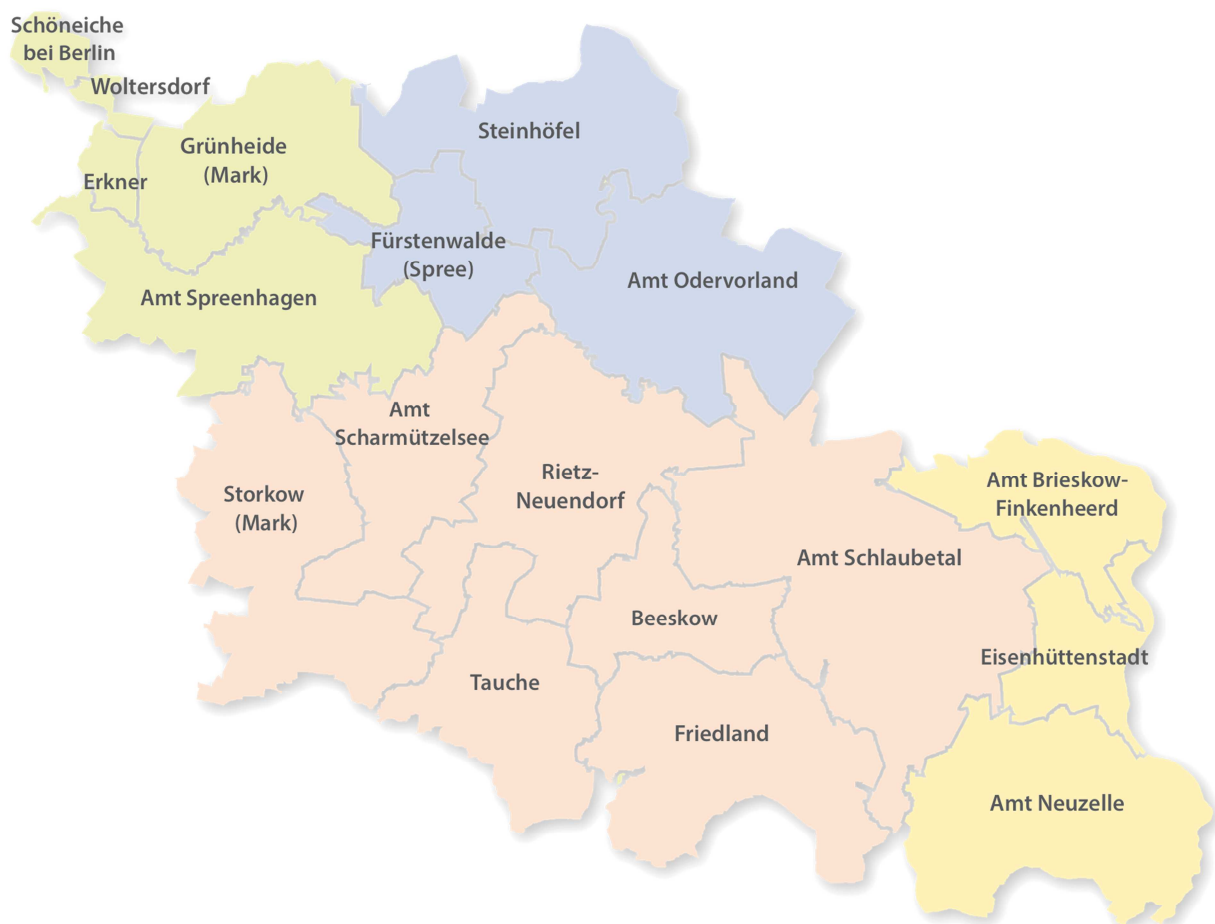 Schöneiche
bei Berlin
Woltersdorf
Grünheide
(Mark)
Erkner
Steinhöfel
Fürstenwalde
(Spree)
Amt Odervorland
Amt Spreenhagen
Amt
Scharmützelsee
Rietz-
Neuendorf
Storkow
(Mark)
Amt Brieskow-
Finkenheerd
Amt Schlaubetal
Beeskow
Eisenhüttenstadt
Tauche
Friedland
Amt Neuzelle